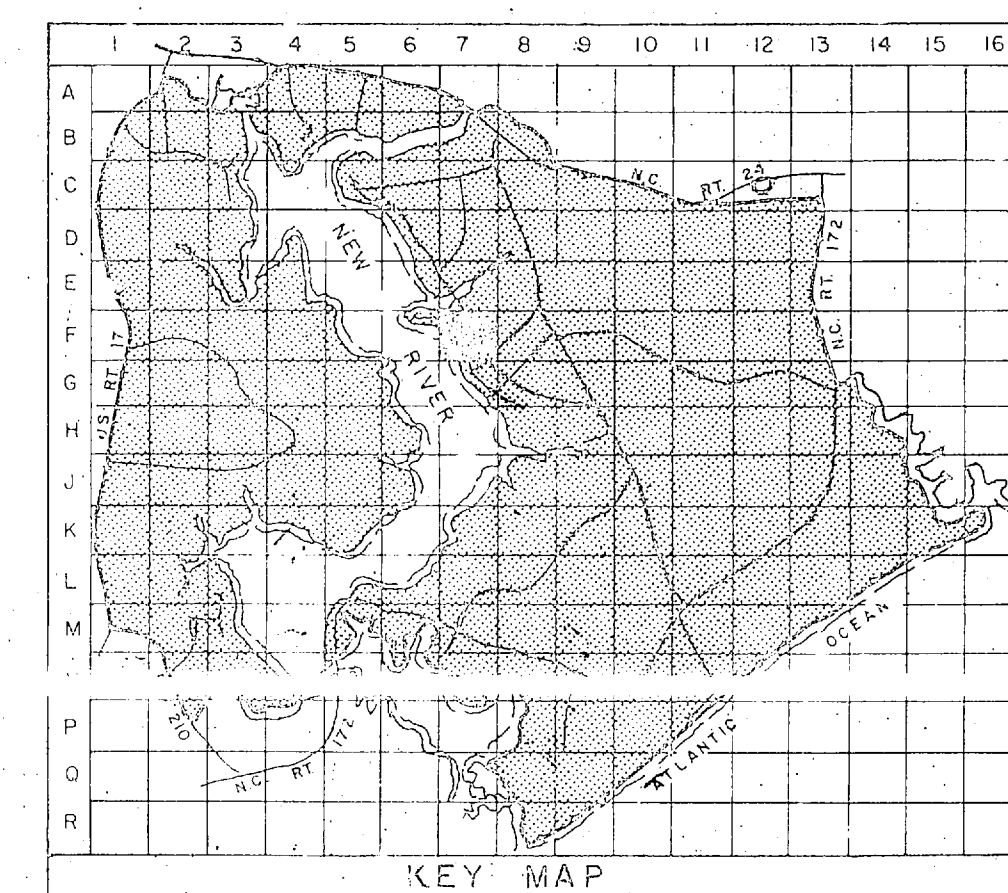 1 2 3 4 5 6 7 8 9 10 11 12 13 14 15 16
A
B
C
D
E
F
G
H
J
K
L
M
P
Q
R
N.C. RT. 24
N.C. RT. 172
US RT 17
NEW RIVER
ATLANTIC OCEAN
210
N.C. RT. 172
KEY MAP